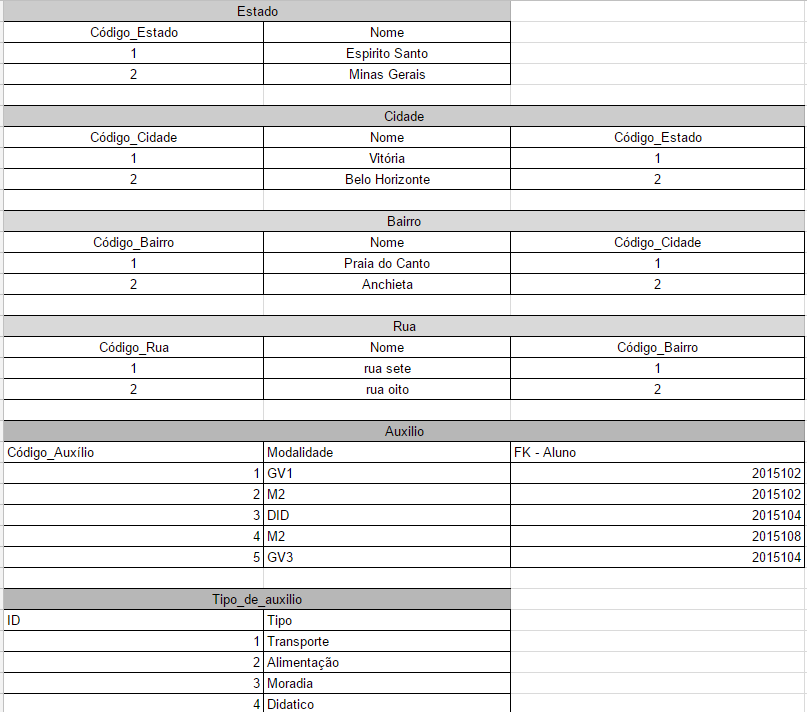 Estado
Código_Estado Nome
1 Espirito Santo
2 Minas Gerais
Cidade
Código_Cidade Nome Código_Estado
1 Vitória 1
2 Belo Horizonte 2
Bairro
Código_Bairro Nome Código_Cidade
1 Praia do Canto 1
2 Anchieta 2
Rua
Código_Rua Nome Código_Bairro
1 rua sete 1
2 rua oito 2
Auxilio
Código_Auxílio Modalidade FK - Aluno
1 GV1 2015102
2 M2 2015102
3 DID 2015104
4 M2 2015108
5 GV3 2015104
Tipo_de_auxilio
ID Tipo
1 Transporte
2 Alimentação
3 Moradia
4 Didatico